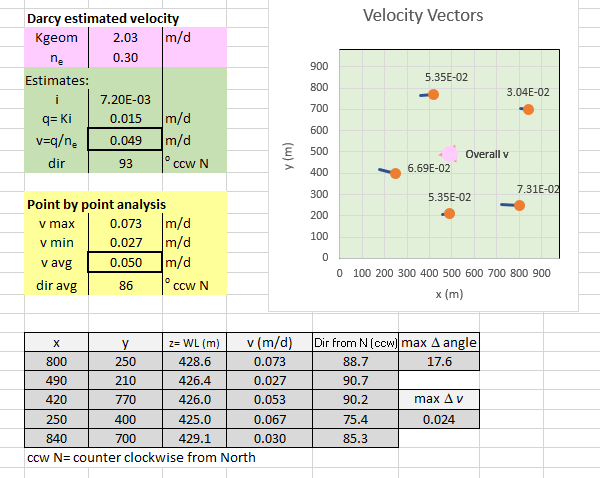 Darcy estimated velocity
Kgeom 2.03 m/d
ne 0.30
Estimates:
i 7.20E-03
q= Ki 0.015 m/d
v=q/ne 0.049 m/d
dir 93 o ccw N
Point by point analysis
v max 0.073 m/d
v min 0.027 m/d
v avg 0.050 m/d
dir avg 86 o ccw N
Velocity Vectors
y (m)
900
800
700
600
500
400
300
200
100
0
5.35E-02
3.04E-02
Overall v
6.69E-02
7.31E-02
5.35E-02
0 100 200 300 400 500 600 700 800 900
x (m)
x y z= WL (m) v (m/d) Dir from N (ccw) max Δ angle
800 250 428.6 0.073 88.7 17.6
490 210 426.4 0.027 90.7
420 770 426.0 0.053 90.2 max Δ v
250 400 425.0 0.067 75.4 0.024
840 700 429.1 0.030 85.3
ccw N= counter clockwise from North